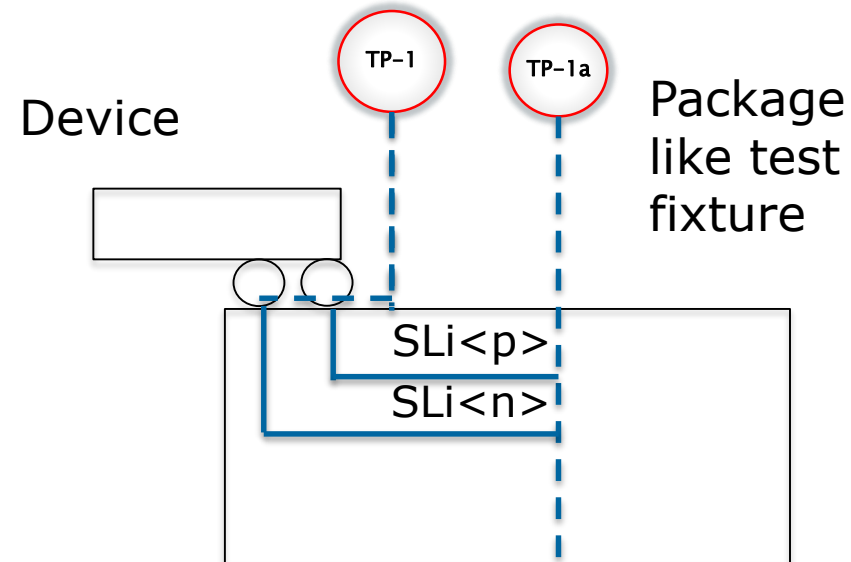 TP-1
TP-1a
Device
Package
like test
fixture
SLi<p>
SLi<n>